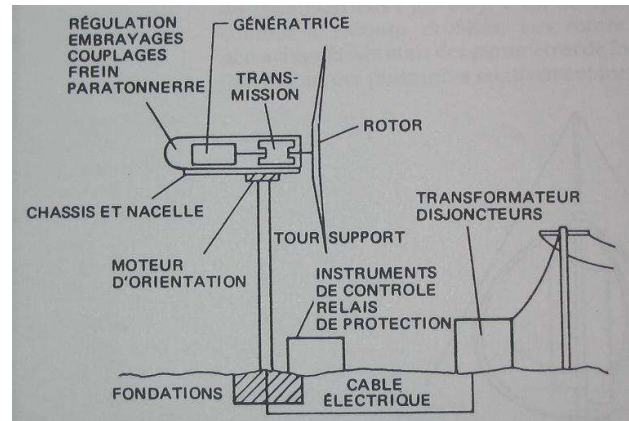 RÉGULATION
EMBRAYAGES
COUPLAGES
FREIN
PARATONNERRE
GÉNÉRATRICE
TRANS-
MISSION
ROTOR
CHASSIS ET NACELLE
TOUR SUPPORT
MOTEUR
D'ORIENTATION
INSTRUMENTS
DE CONTROLE
RELAIS
DE PROTECTION
TRANSFORMATEUR
DISJONCTEURS
FONDATIONS
CABLE
ÉLECTRIQUE